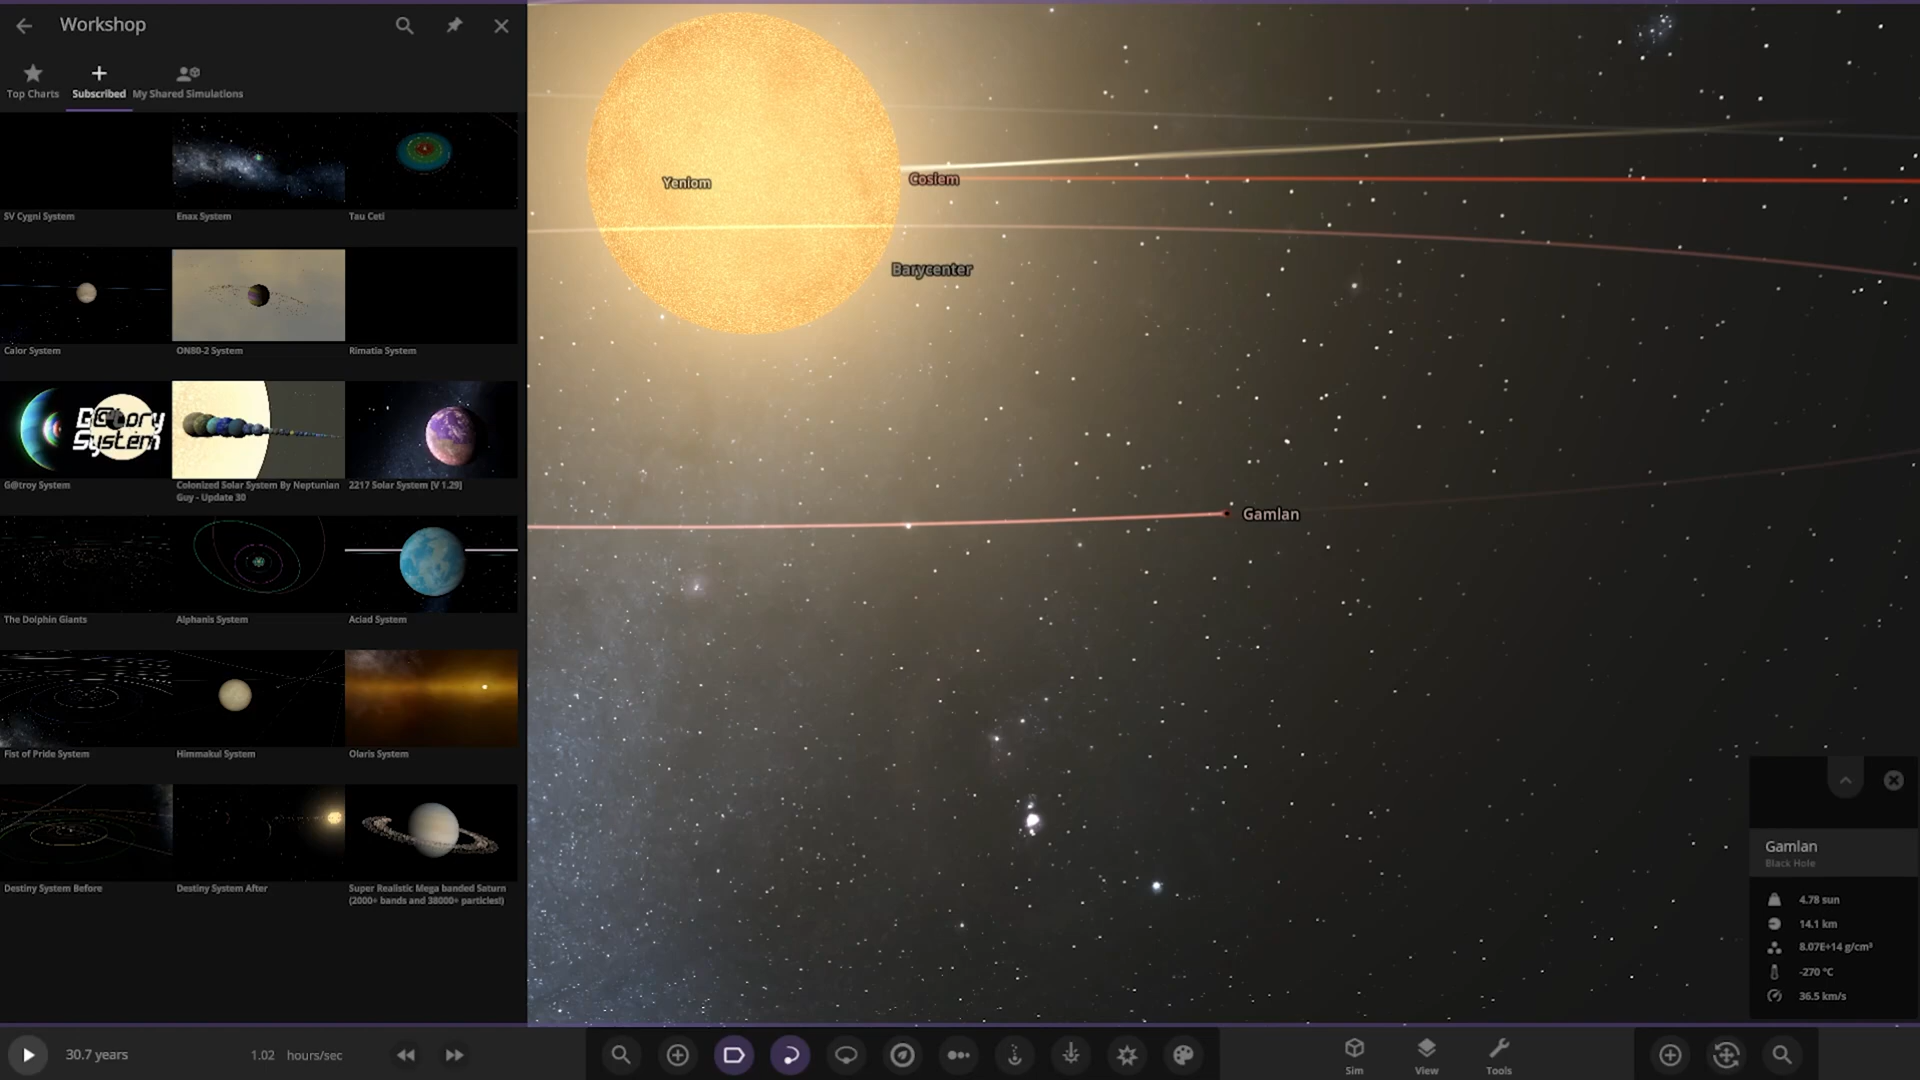 Workshop
Top Charts
Subscribed
My Shared Simulations
SV Cygni System
Enax System
Tau Ceti
Calor System
ON80-2 System
Rimatia System
System
G@troy System
Colonized Solar System By Neptunian
Guy - Update 30
2217 Solar System [V 1.29]
The Dolphin Giants
Alphanis System
Aciad System
Fist of Pride System
Himmakul System
Olaris System
Destiny System Before
Destiny System After
Super Realistic Mega banded Saturn
(2000+ bands and 38000+ particles!)
Yeniom
Coslem
Barycenter
Gamlan
Gamlan
Black Hole
4.78 sun
14.1 km
8.07E+14 g/cm³
-270 °C
36.5 km/s
30.7 years
1.02 hours/sec
Sim
View
Tools